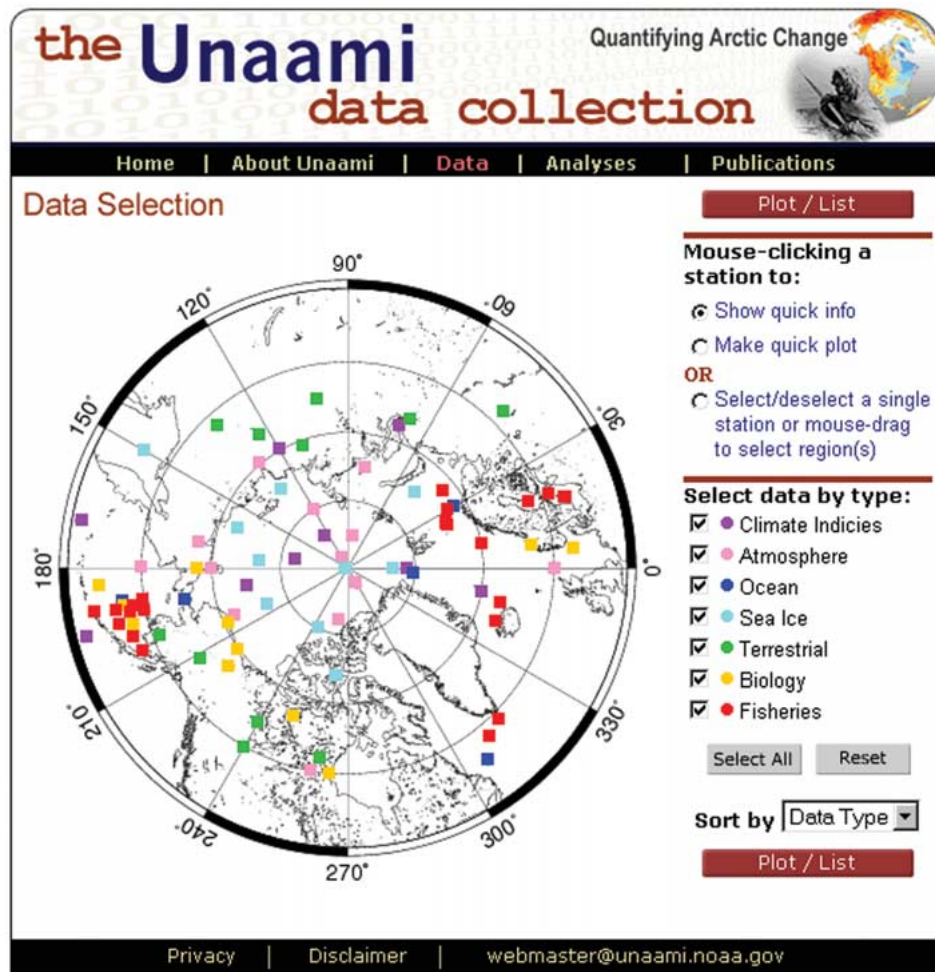 the Unaami
data collection
Quantifying Arctic Change
Home | About Unaami | Data | Analyses | Publications
Data Selection
Plot / List
Mouse-clicking a
station to:
Show quick info
Make quick plot
OR
Select/deselect a single
station or mouse-drag
to select region(s)
Select data by type:
Climate Indicies
Atmosphere
Ocean
Sea Ice
Terrestrial
Biology
Fisheries
Select All
Reset
Sort by Data Type
Plot / List
90°
60°
30°
0°
330°
300°
270°
240°
210°
180°
150°
120°
Privacy | Disclaimer | webmaster@unaami.noaa.gov